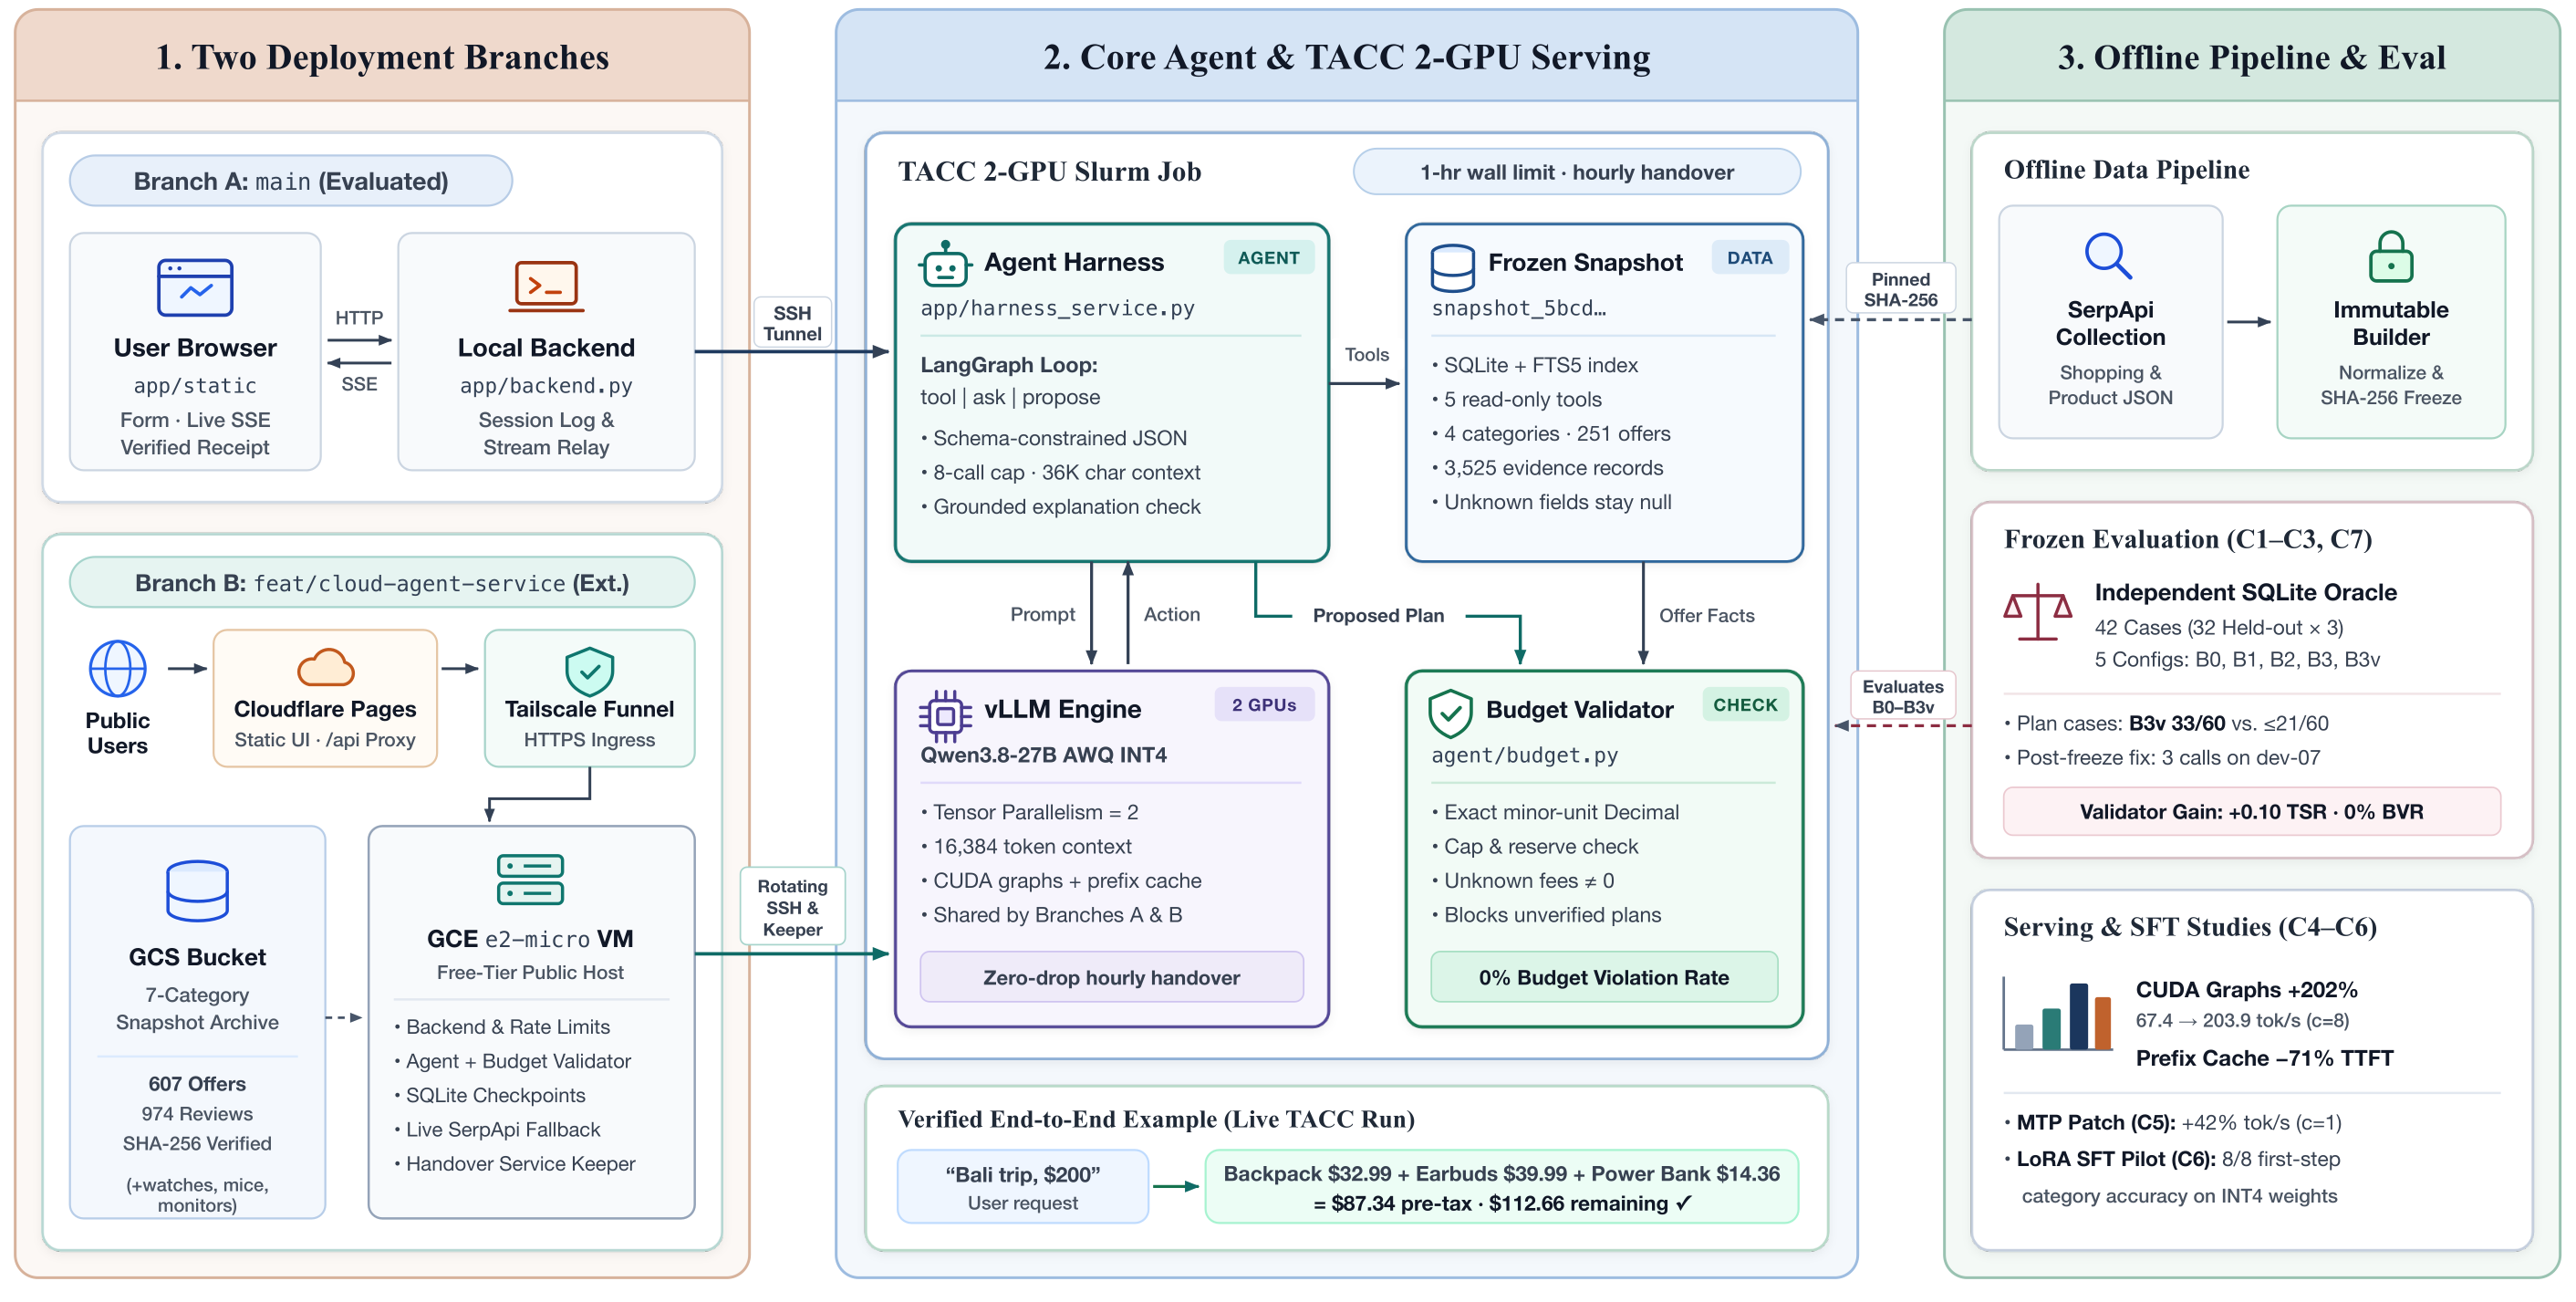 1. Two Deployment Branches
Branch A: main (Evaluated)
User Browser
app/static
Form · Live SSE
Verified Receipt
HTTP
SSE
Local Backend
app/backend.py
Session Log &
Stream Relay
SSH
Tunnel
Branch B: feat/cloud-agent-service (Ext.)
Public
Users
Cloudflare Pages
Static UI · /api Proxy
Tailscale Funnel
HTTPS Ingress
GCS Bucket
7-Category
Snapshot Archive
607 Offers
974 Reviews
SHA-256 Verified
(+watches, mice,
monitors)
GCE e2-micro VM
Free-Tier Public Host
• Backend & Rate Limits
• Agent + Budget Validator
• SQLite Checkpoints
• Live SerpApi Fallback
• Handover Service Keeper
Rotating
SSH &
Keeper
2. Core Agent & TACC 2-GPU Serving
TACC 2-GPU Slurm Job
1-hr wall limit · hourly handover
Agent Harness
AGENT
app/harness_service.py
LangGraph Loop:
tool | ask | propose
• Schema-constrained JSON
• 8-call cap · 36K char context
• Grounded explanation check
Tools
Frozen Snapshot
DATA
snapshot_5bcd…
• SQLite + FTS5 index
• 5 read-only tools
• 4 categories · 251 offers
• 3,525 evidence records
• Unknown fields stay null
Prompt
Action
Proposed Plan
Offer Facts
vLLM Engine
2 GPUs
Qwen3.8-27B AWQ INT4
• Tensor Parallelism = 2
• 16,384 token context
• CUDA graphs + prefix cache
• Shared by Branches A & B
Zero-drop hourly handover
Budget Validator
CHECK
agent/budget.py
• Exact minor-unit Decimal
• Cap & reserve check
• Unknown fees ≠ 0
• Blocks unverified plans
0% Budget Violation Rate
Verified End-to-End Example (Live TACC Run)
“Bali trip, $200”
User request
Backpack $32.99 + Earbuds $39.99 + Power Bank $14.36
= $87.34 pre-tax · $112.66 remaining ✓
3. Offline Pipeline & Eval
Pinned
SHA-256
Offline Data Pipeline
SerpApi
Collection
Shopping &
Product JSON
Immutable
Builder
Normalize &
SHA-256 Freeze
Evaluates
B0–B3v
Frozen Evaluation (C1–C3, C7)
Independent SQLite Oracle
42 Cases (32 Held-out × 3)
5 Configs: B0, B1, B2, B3, B3v
• Plan cases: B3v 33/60 vs. ≤21/60
• Post-freeze fix: 3 calls on dev-07
Validator Gain: +0.10 TSR · 0% BVR
Serving & SFT Studies (C4–C6)
CUDA Graphs +202%
67.4 → 203.9 tok/s (c=8)
Prefix Cache −71% TTFT
• MTP Patch (C5): +42% tok/s (c=1)
• LoRA SFT Pilot (C6): 8/8 first-step
category accuracy on INT4 weights